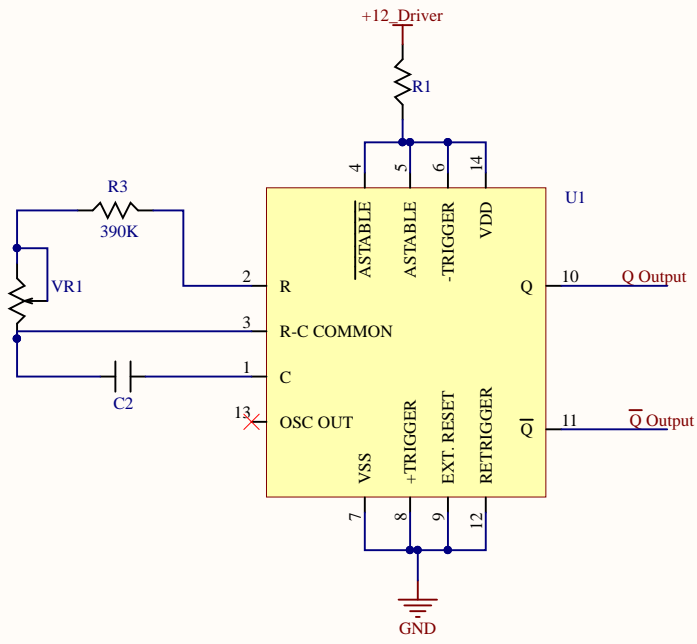 +12_Driver
R1
4
5
6
14
R3
U1
390K
ASTABLE
ASTABLE
-TRIGGER
VDD
2
R
Q
10
Q Output
VR1
3
R-C COMMON
1
C
C2
13
OSC OUT
VSS
+TRIGGER
EXT. RESET
RETRIGGER
Q
11
Q Output
7
8
9
12
GND